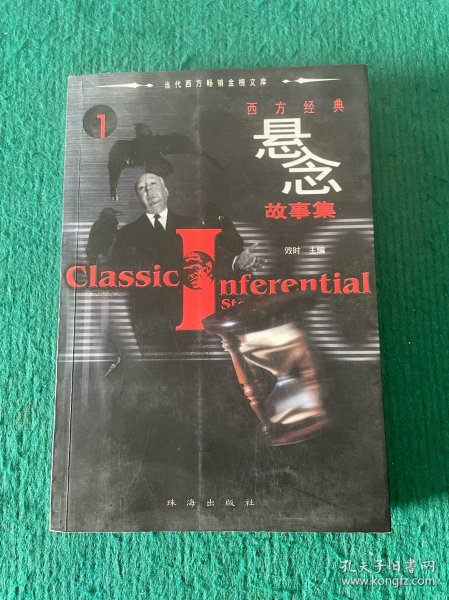 当代西方畅销金榜文库
1
西方经典
悬念
故事集
效时 主编
Classic Inferential
St
珠海出版社
孔夫子旧书网
www.kongfz.com